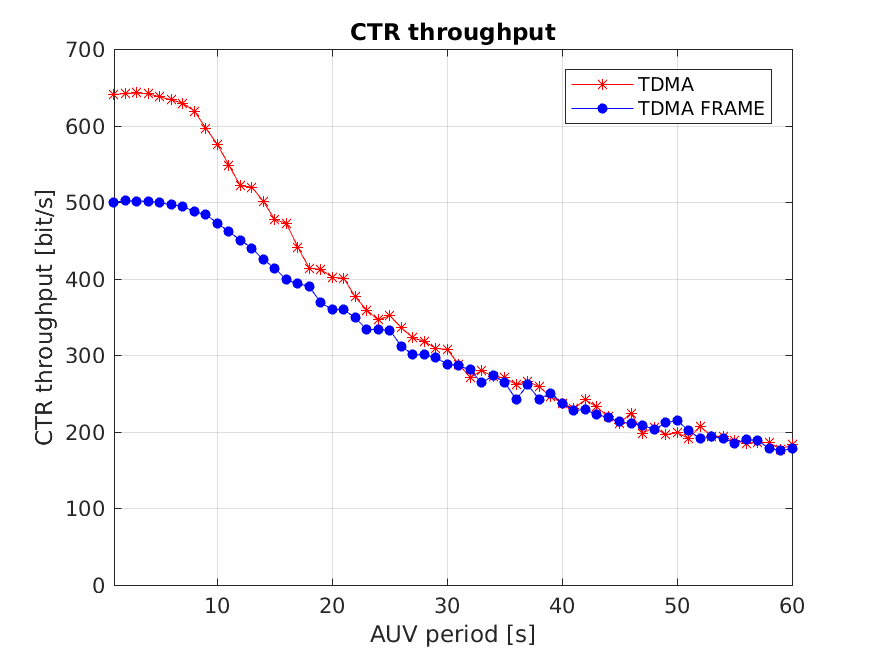 CTR throughput
TDMA
TDMA FRAME
CTR throughput [bit/s]
700
600
500
400
300
200
100
0
10 20 30 40 50 60
AUV period [s]